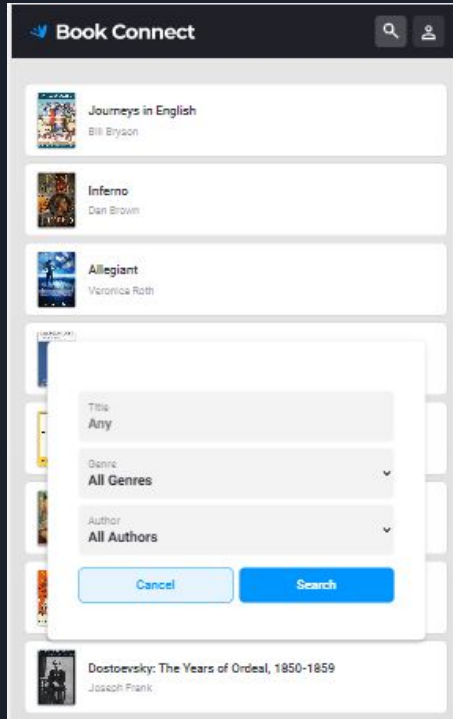 Book Connect
Journeys in English
Bill Bryson
Inferno
Dan Brown
Allegiant
Veronica Roth
Title
Any
Genre
All Genres
Author
All Authors
Cancel
Search
Dostoevsky: The Years of Ordeal, 1850-1859
Joseph Frank